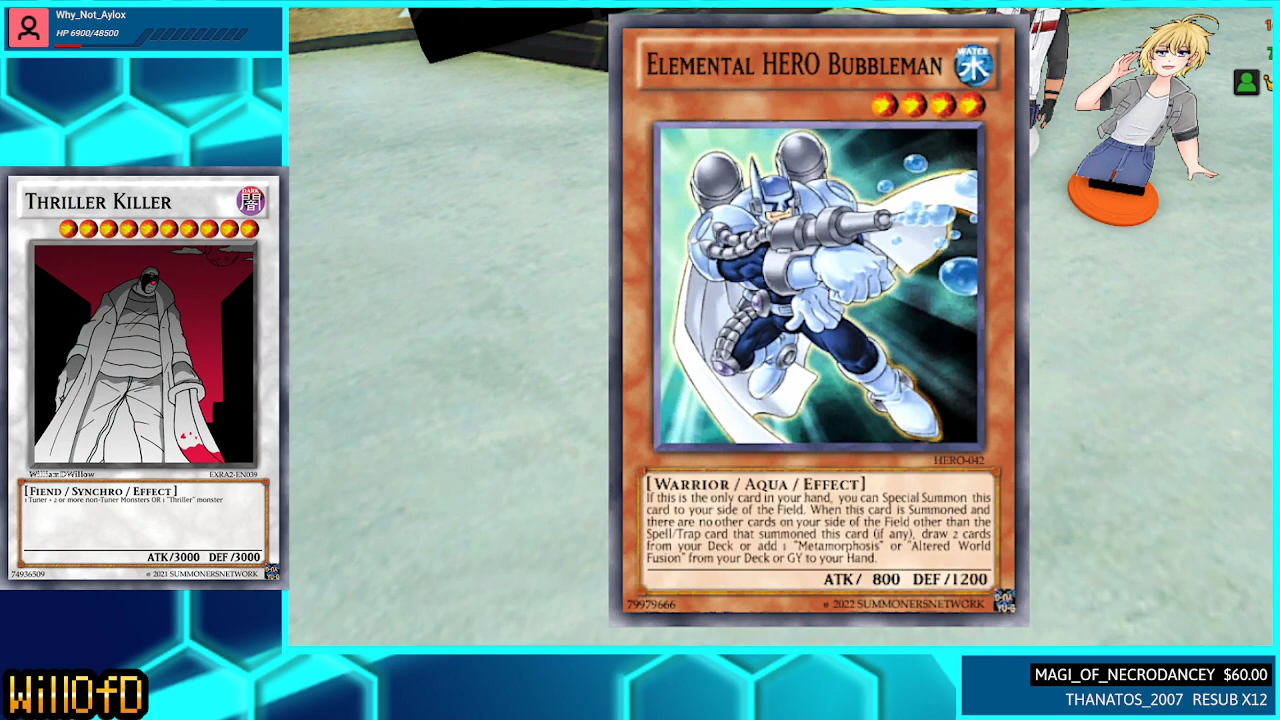 Why_Not_Aylox
HP 6900/48500
THRILLER KILLER
DARK
闇
WilliamDWillow EXRA2-EN039
[FIEND / SYNCHRO / EFFECT]
1 Tuner + 2 or more non-Tuner Monsters OR 1 "Thriller" monster
ATK/3000 DEF/3000
74936509 © 2021 SUMMONERSNETWORK
WillOfD
ELEMENTAL HERO BUBBLEMAN
WATER
水
HERO-042
[WARRIOR / AQUA / EFFECT]
If this is the only card in your hand, you can Special Summon this
card to your side of the Field. When this card is Summoned and
there are no other cards on your side of the Field other than the
Spell/Trap card that summoned this card (if any), draw 2 cards
from your Deck or add 1 "Metamorphosis" or "Altered World
Fusion" from your Deck or GY to your Hand.
ATK/ 800 DEF/1200
79979666 © 2022 SUMMONERSNETWORK
MAGI_OF_NECRODANCEY $60.00
THANATOS_2007 RESUB X12